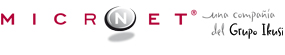 MICRONET®
una compañía
del Grupo Ikusi